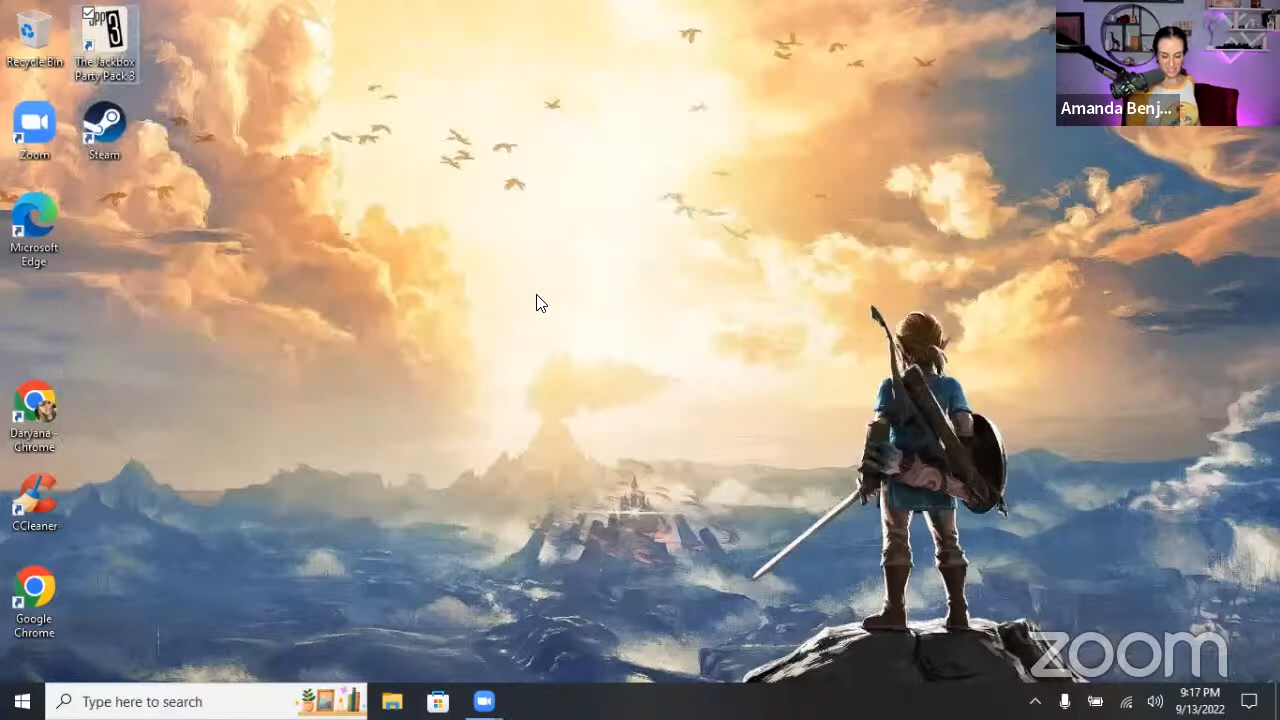 Recycle Bin
The Jackbox
Party Pack 3
Zoom
Steam
Microsoft
Edge
Daryana -
Chrome
CCleaner
Google
Chrome
Amanda Benj...
zoom
Type here to search
9:17 PM
9/13/2022